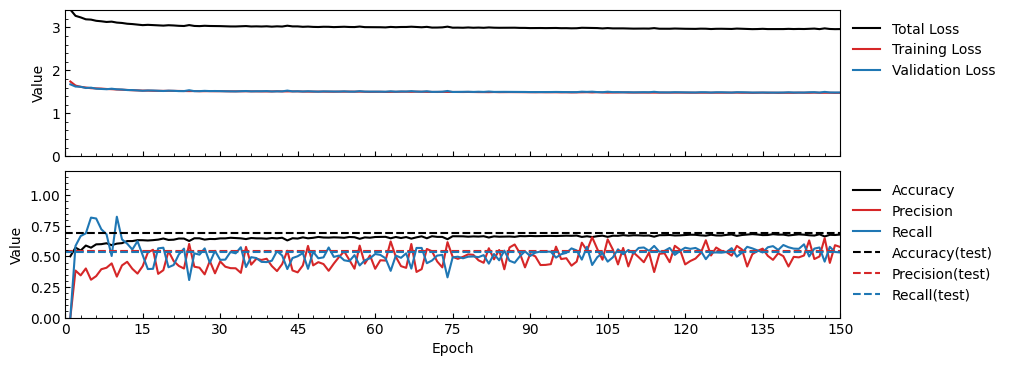 3
2
1
0
Value
Total Loss
Training Loss
Validation Loss
1.00
0.75
0.50
0.25
0.00
Value
0 15 30 45 60 75 90 105 120 135 150
Epoch
Accuracy
Precision
Recall
Accuracy(test)
Precision(test)
Recall(test)